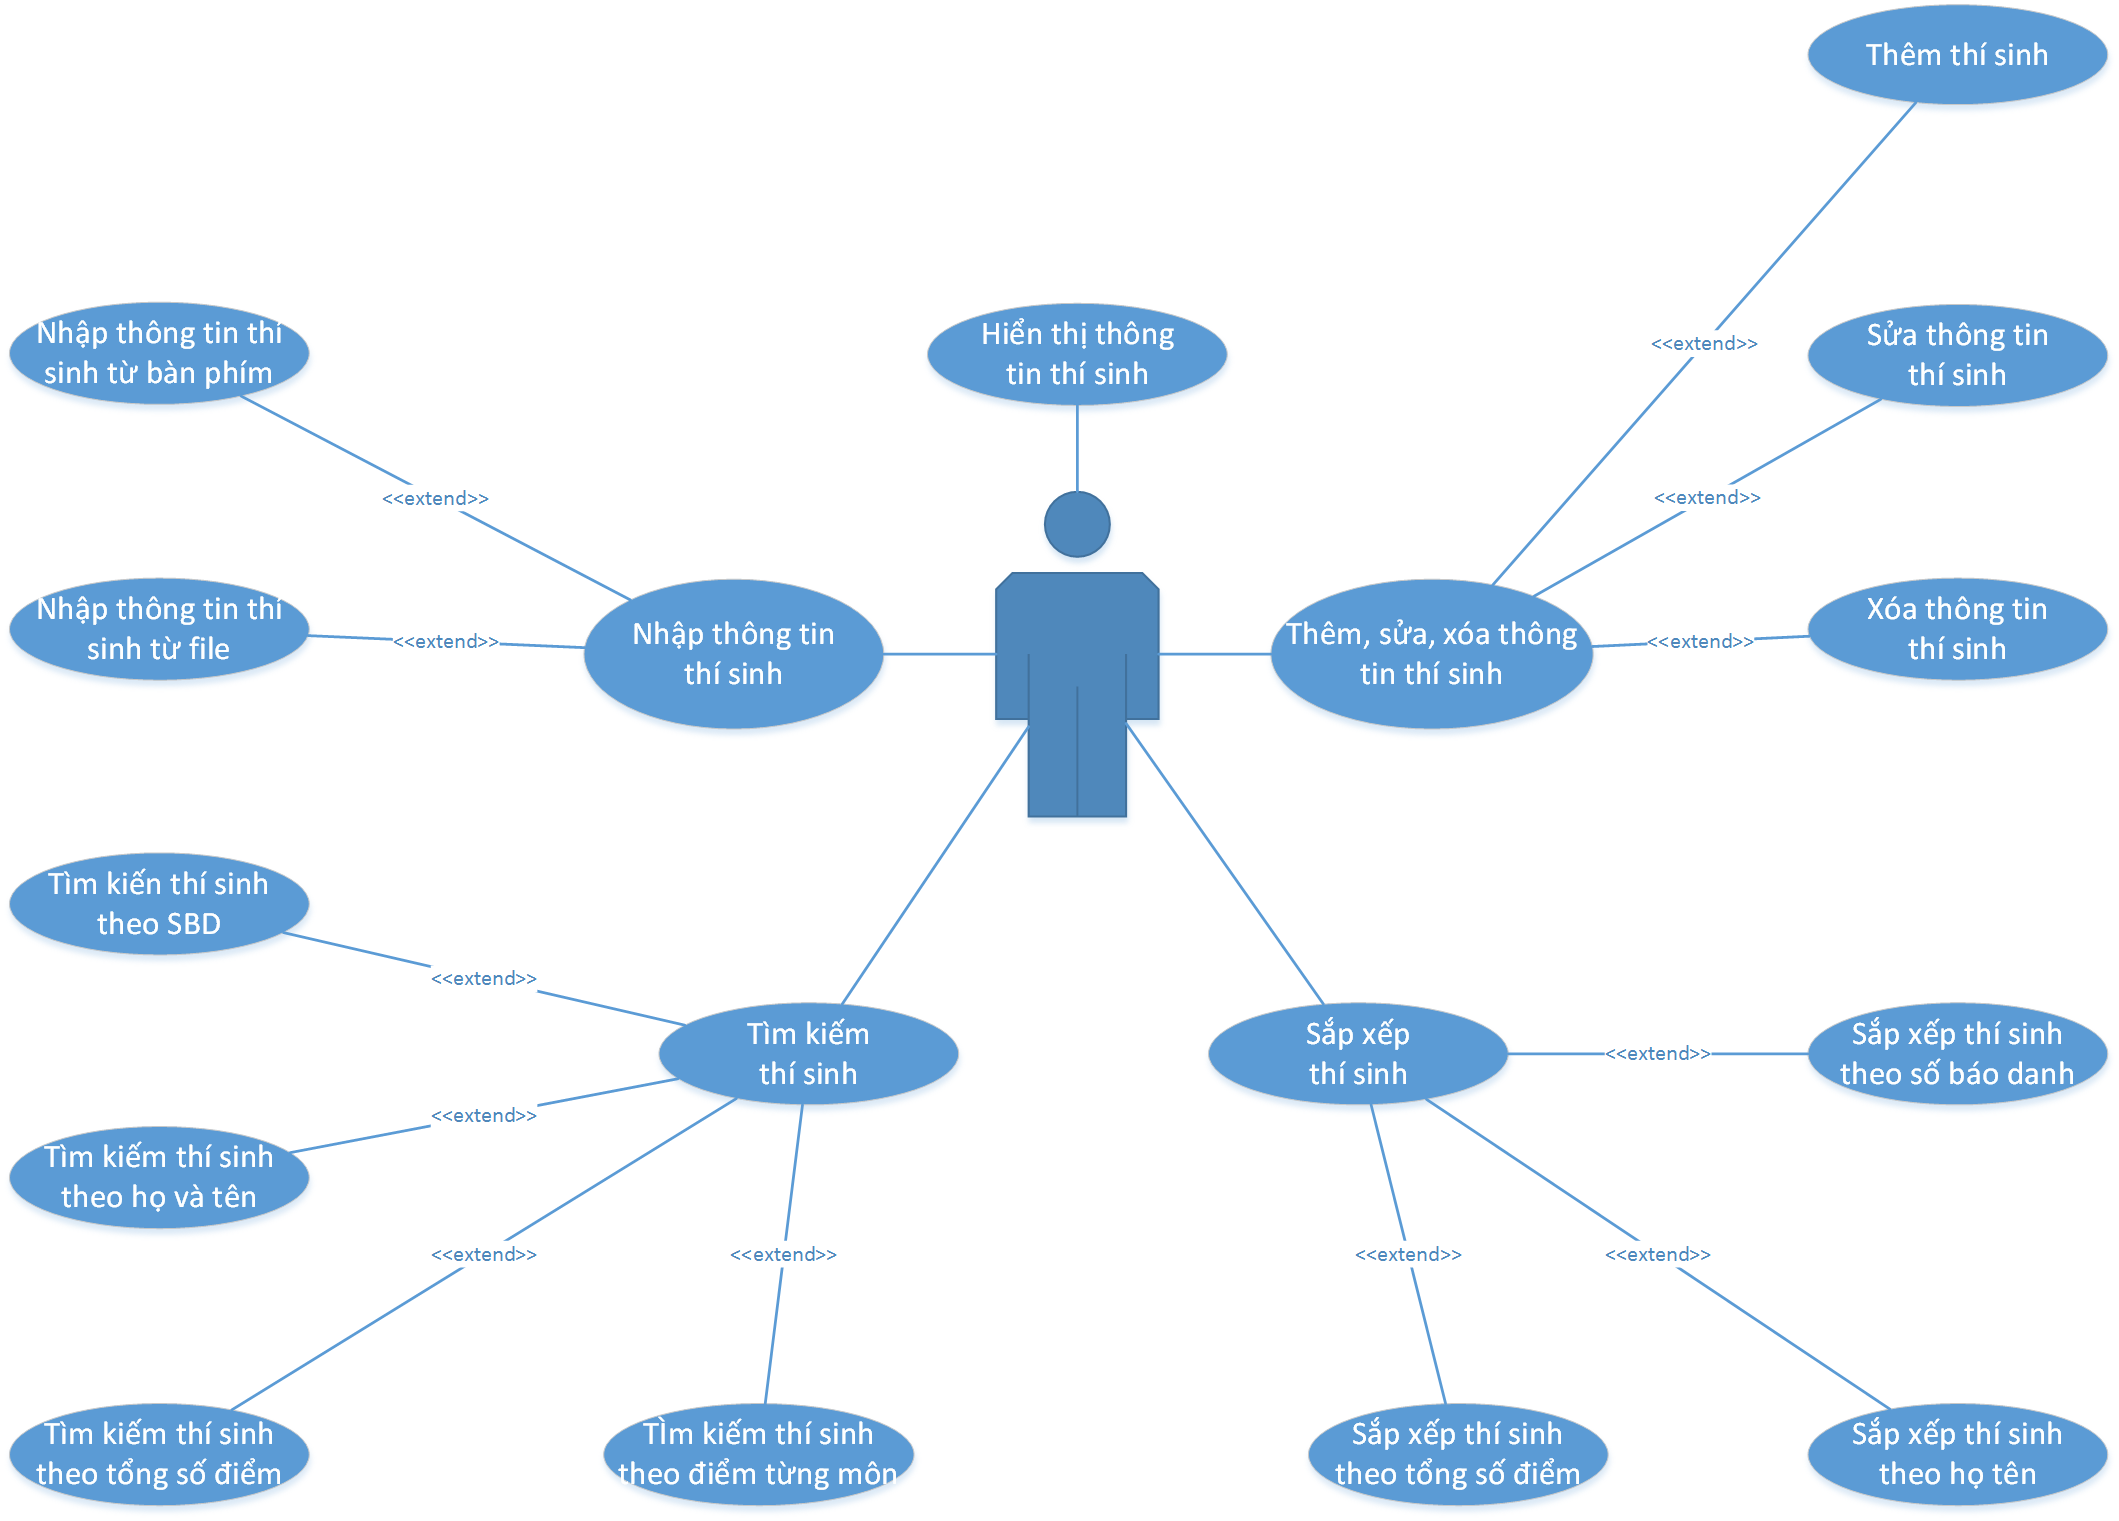 Thêm thí sinh
Nhập thông tin thí
sinh từ bàn phím
Hiển thị thông
tin thí sinh
<<extend>>
Sửa thông tin
thí sinh
<<extend>>
<<extend>>
Nhập thông tin thí
sinh từ file
<<extend>>
Nhập thông tin
thí sinh
Thêm, sửa, xóa thông
tin thí sinh
<<extend>>
Xóa thông tin
thí sinh
Tìm kiến thí sinh
theo SBD
<<extend>>
Tìm kiếm
thí sinh
Sắp xếp
thí sinh
<<extend>>
Sắp xếp thí sinh
theo số báo danh
<<extend>>
Tìm kiếm thí sinh
theo họ và tên
<<extend>>
<<extend>>
<<extend>>
<<extend>>
Tìm kiếm thí sinh
theo tổng số điểm
TÌm kiếm thí sinh
theo điểm từng môn
Sắp xếp thí sinh
theo tổng số điểm
Sắp xếp thí sinh
theo họ tên